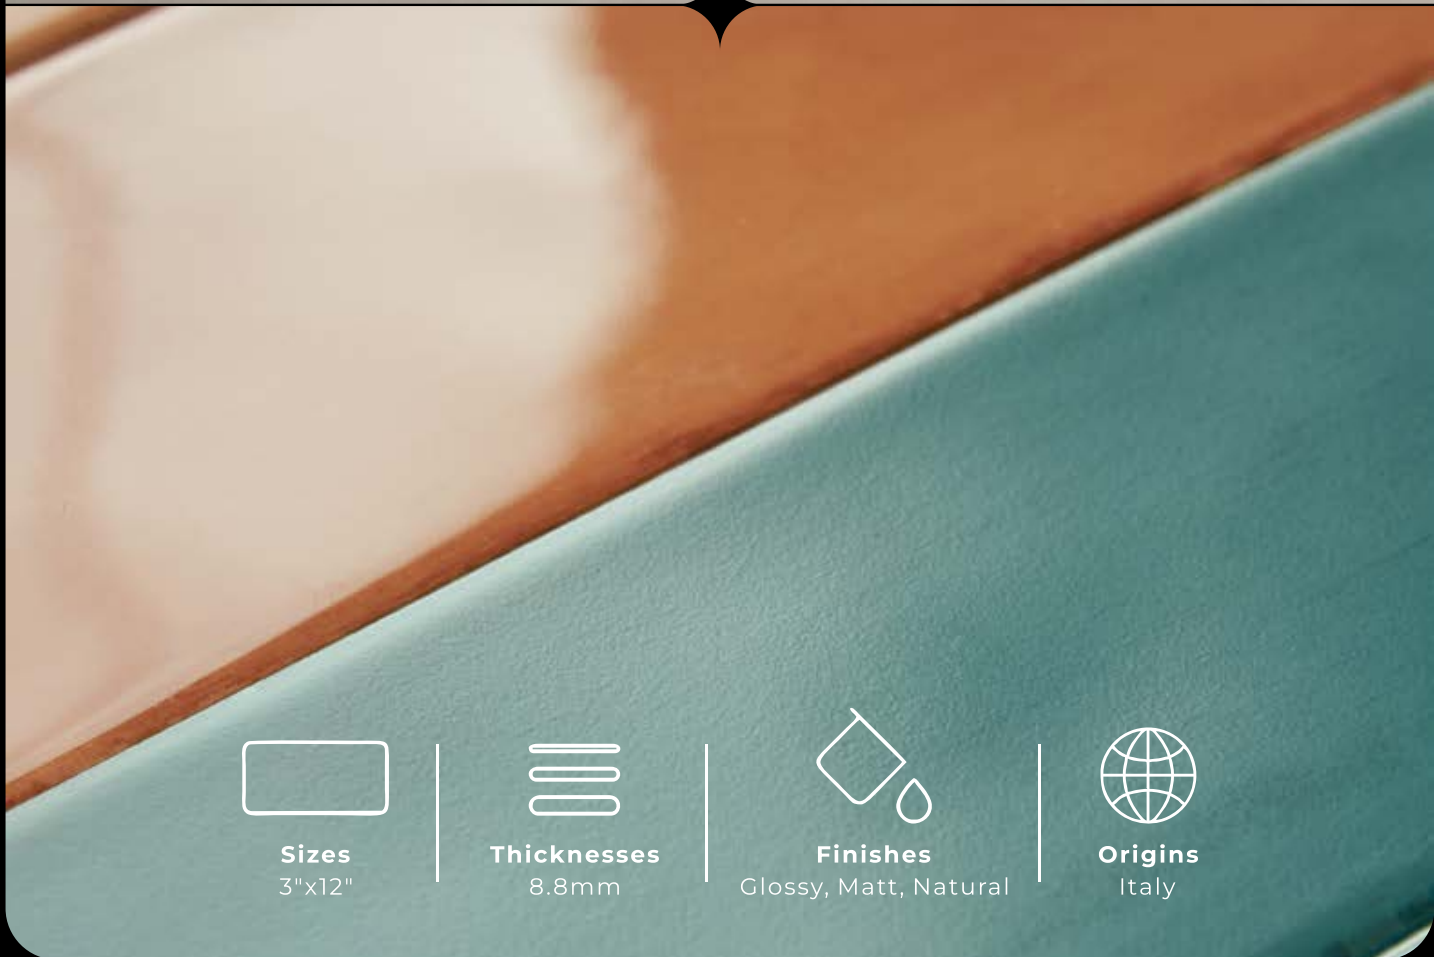 Sizes
3"x12"
Thicknesses
8.8mm
Finishes
Glossy, Matt, Natural
Origins
Italy